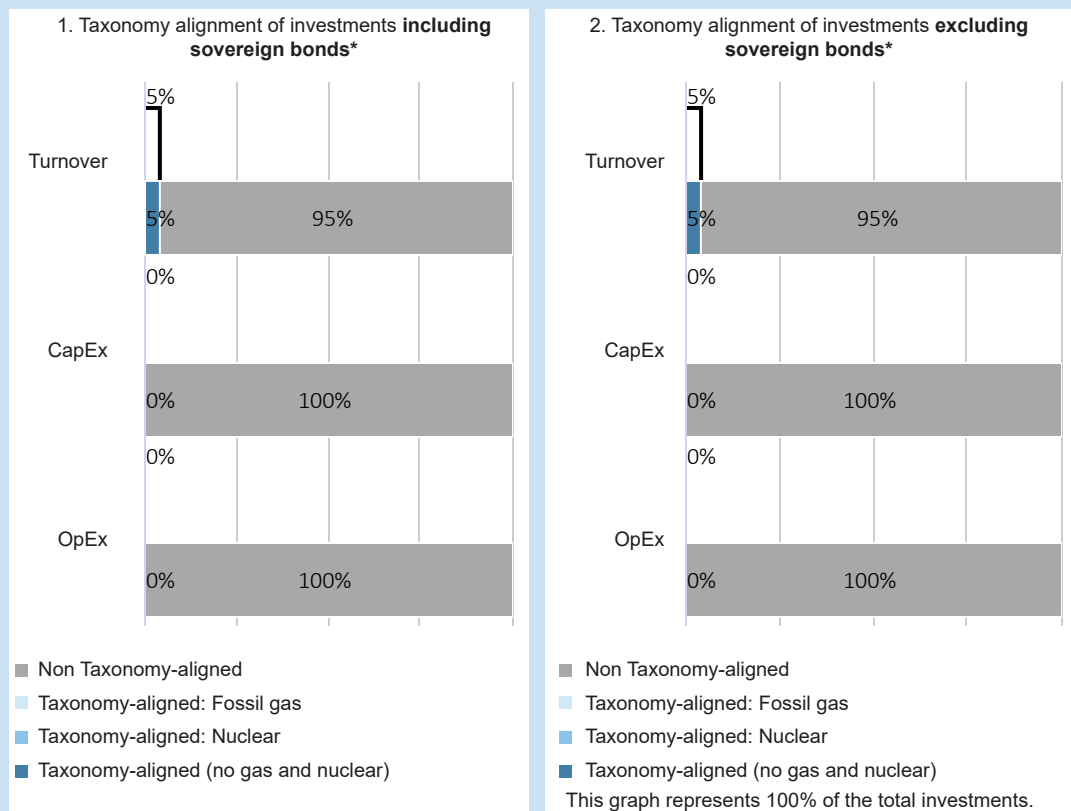 1. Taxonomy alignment of investments including
sovereign bonds*
5%
Turnover
5% 95%
0%
CapEx
0% 100%
0%
OpEx
0% 100%
Non Taxonomy-aligned
Taxonomy-aligned: Fossil gas
Taxonomy-aligned: Nuclear
Taxonomy-aligned (no gas and nuclear)
2. Taxonomy alignment of investments excluding
sovereign bonds*
5%
Turnover
5% 95%
0%
CapEx
0% 100%
0%
OpEx
0% 100%
Non Taxonomy-aligned
Taxonomy-aligned: Fossil gas
Taxonomy-aligned: Nuclear
Taxonomy-aligned (no gas and nuclear)
This graph represents 100% of the total investments.